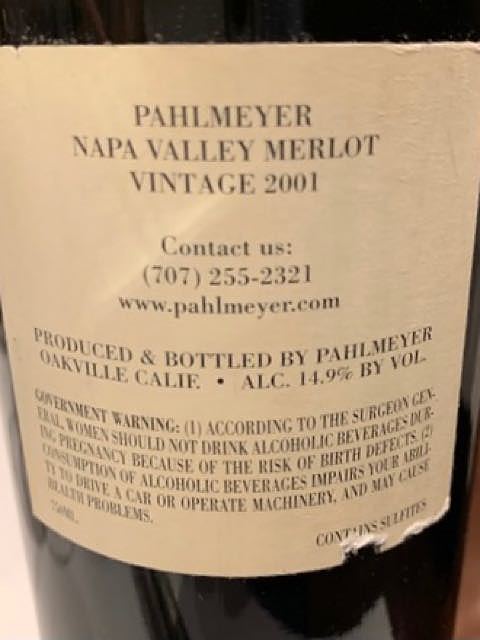 PAHLMEYER
NAPA VALLEY MERLOT
VINTAGE 2001
Contact us:
(707) 255-2321
www.pahlmeyer.com
PRODUCED & BOTTLED BY PAHLMEYER
OAKVILLE CALIF. • ALC. 14.9% BY VOL.
GOVERNMENT WARNING: (1) ACCORDING TO THE SURGEON GEN-
ERAL, WOMEN SHOULD NOT DRINK ALCOHOLIC BEVERAGES DUR-
ING PREGNANCY BECAUSE OF THE RISK OF BIRTH DEFECTS. (2)
CONSUMPTION OF ALCOHOLIC BEVERAGES IMPAIRS YOUR ABILI-
TY TO DRIVE A CAR OR OPERATE MACHINERY, AND MAY CAUSE
HEALTH PROBLEMS.
750ML.
CONTAINS SULFITES